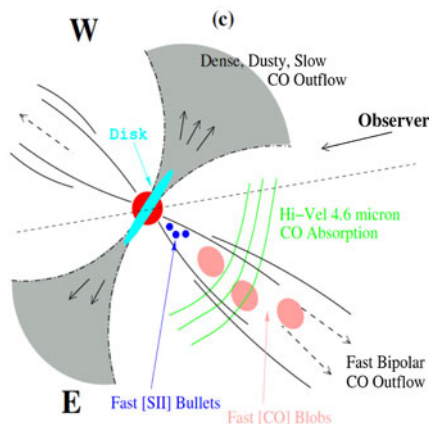 (c)
W
Dense, Dusty, Slow
CO Outflow
Observer
Disk
Hi-Vel 4.6 micron
CO Absorption
Fast Bipolar
CO Outflow
E
Fast [SII] Bullets
Fast [CO] Blobs